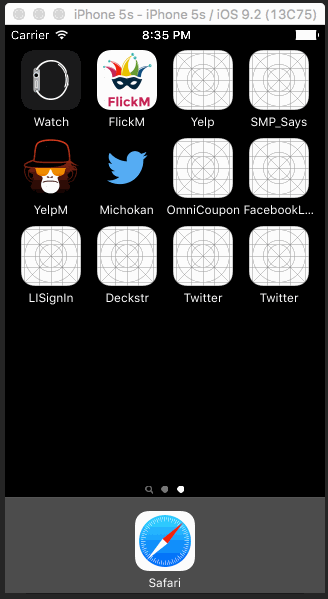 iPhone 5s - iPhone 5s / iOS 9.2 (13C75)
Carrier 8:35 PM
FlickM
Watch FlickM Yelp SMP_Says
YelpM Michokan OmniCoupon FacebookL...
LISignIn Deckstr Twitter Twitter
Safari